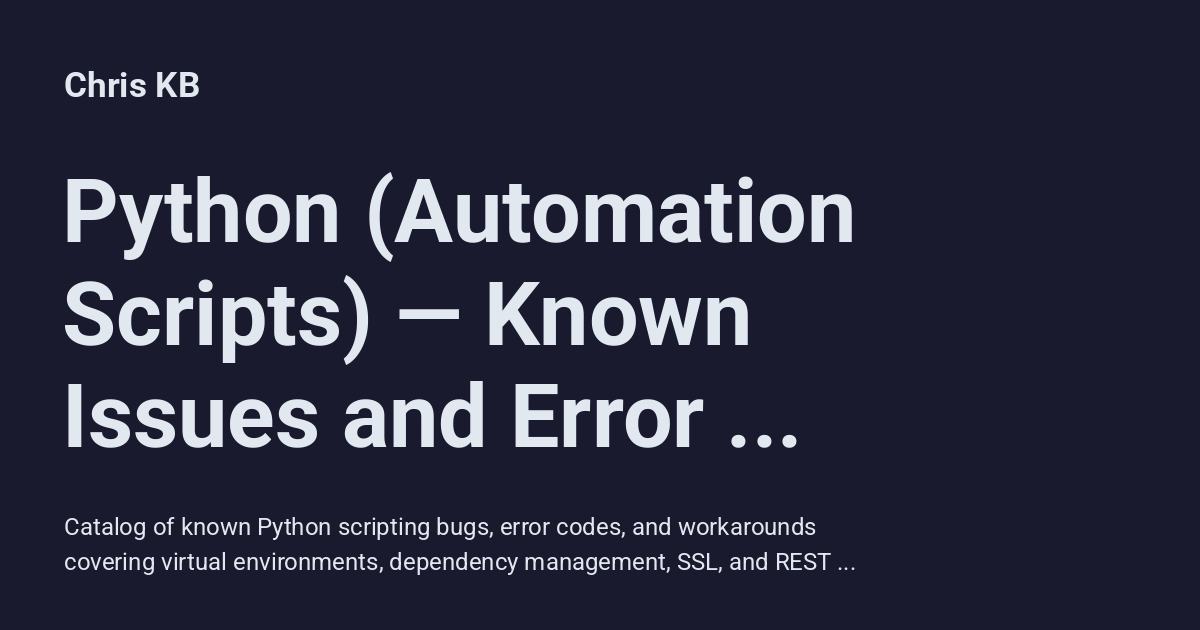 Chris KB
Python (Automation
Scripts) — Known
Issues and Error ...
Catalog of known Python scripting bugs, error codes, and workarounds
covering virtual environments, dependency management, SSL, and REST ...